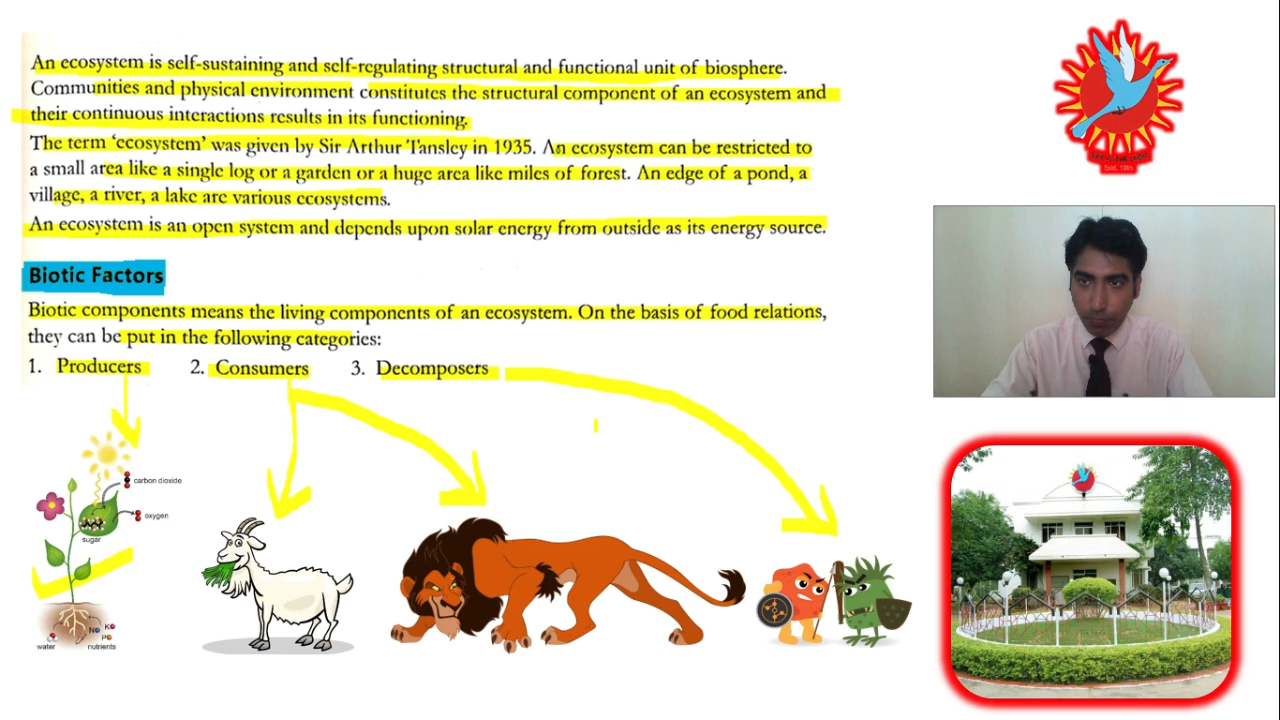 An ecosystem is self-sustaining and self-regulating structural and functional unit of biosphere.
Communities and physical environment constitutes the structural component of an ecosystem and
their continuous interactions results in its functioning.
The term 'ecosystem' was given by Sir Arthur Tansley in 1935. An ecosystem can be restricted to
a small area like a single log or a garden or a huge area like miles of forest. An edge of a pond, a
village, a river, a lake are various ecosystems.
An ecosystem is an open system and depends upon solar energy from outside as its energy source.
Biotic Factors
Biotic components means the living components of an ecosystem. On the basis of food relations,
they can be put in the following categories:
1. Producers 2. Consumers 3. Decomposers
carbon dioxide
oxygen
sugar
water
nutrients
Estd. 1991